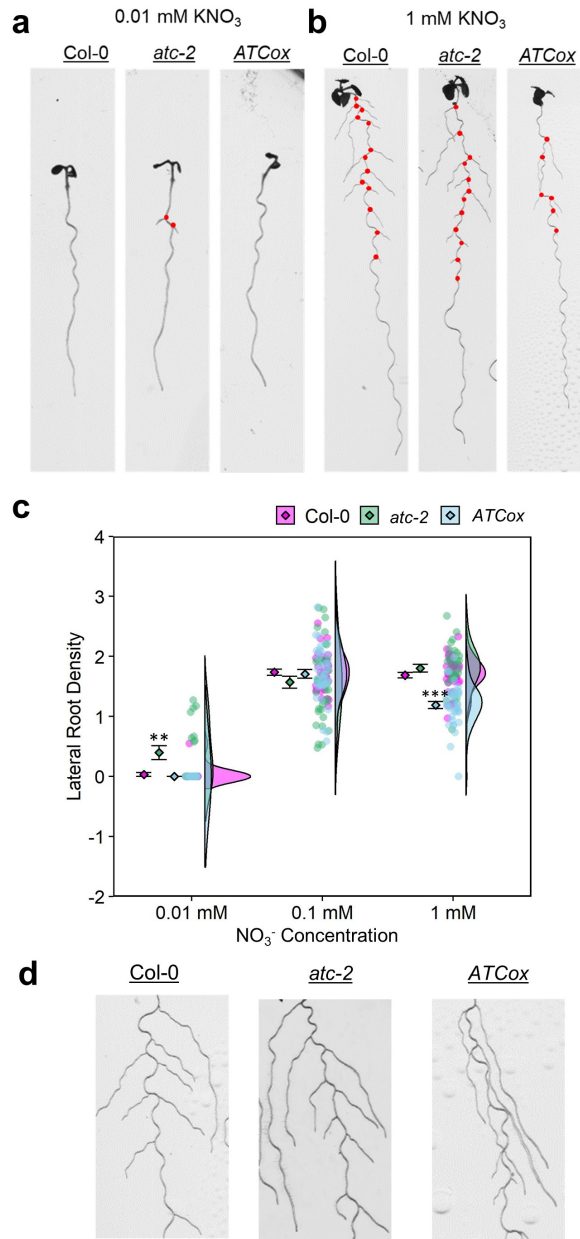 a 0.01 mM KNO₃
Col-0 atc-2 ATCox
b 1 mM KNO₃
Col-0 atc-2 ATCox
c
Col-0 atc-2 ATCox
Lateral Root Density
4
3
2
1
0
-1
-2
**
***
0.01 mM 0.1 mM 1 mM
NO₃⁻ Concentration
d
Col-0 atc-2 ATCox